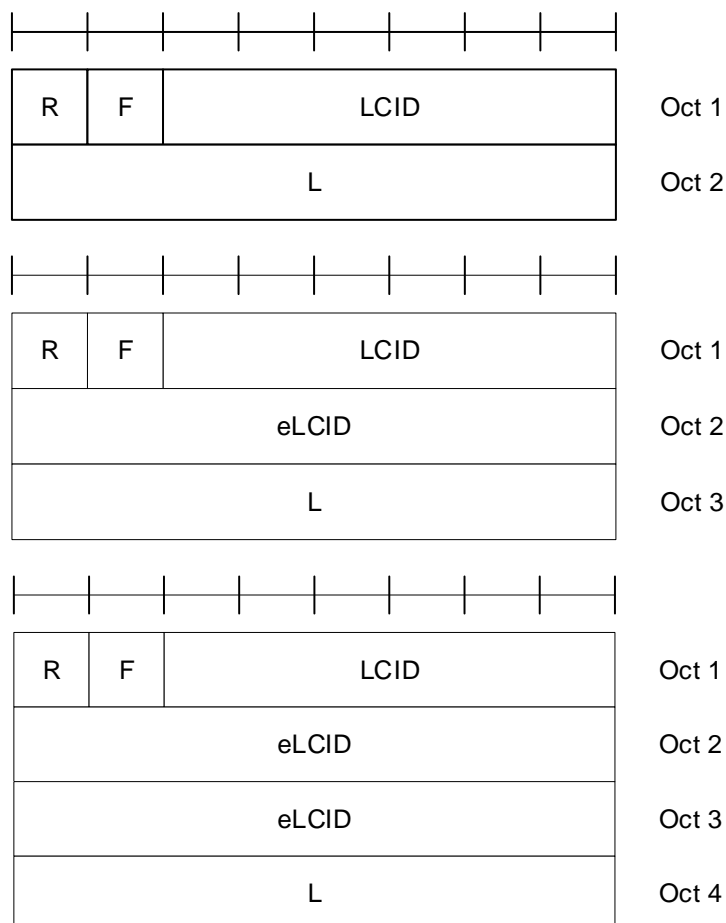 R F LCID Oct 1
L Oct 2
R F LCID Oct 1
eLCID Oct 2
L Oct 3
R F LCID Oct 1
eLCID Oct 2
eLCID Oct 3
L Oct 4